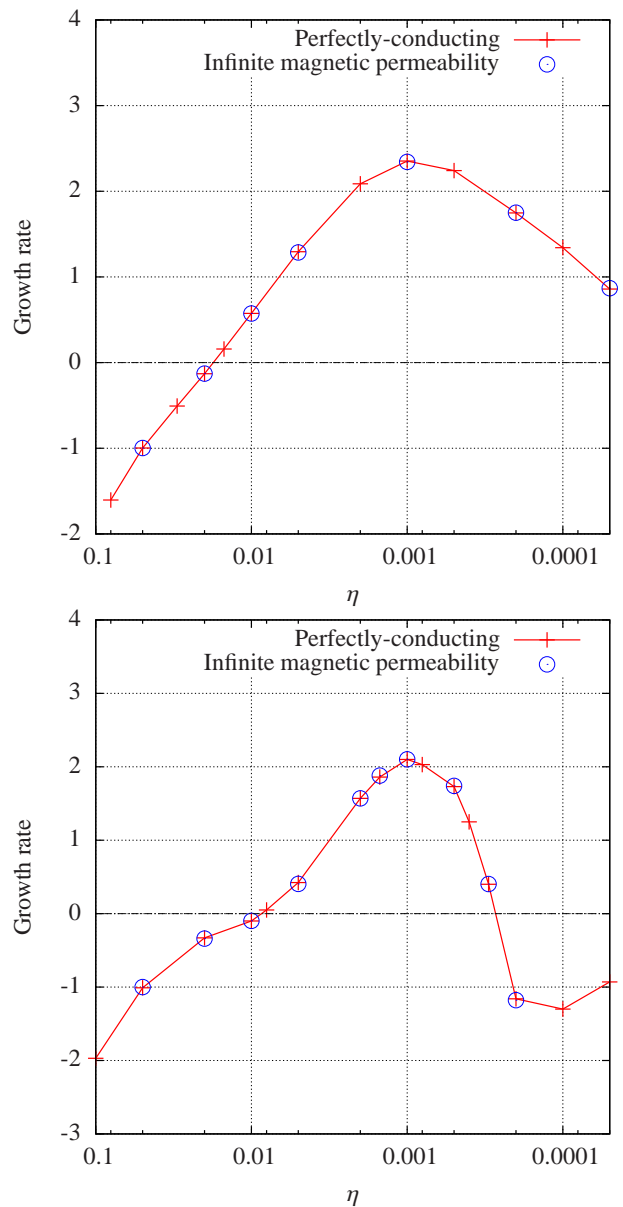 4
Perfectly-conducting
Infinite magnetic permeability
3
2
1
0
-1
-2
Growth rate
0.1 0.01 0.001 0.0001
η
4
Perfectly-conducting
Infinite magnetic permeability
3
2
1
0
-1
-2
-3
Growth rate
0.1 0.01 0.001 0.0001
η